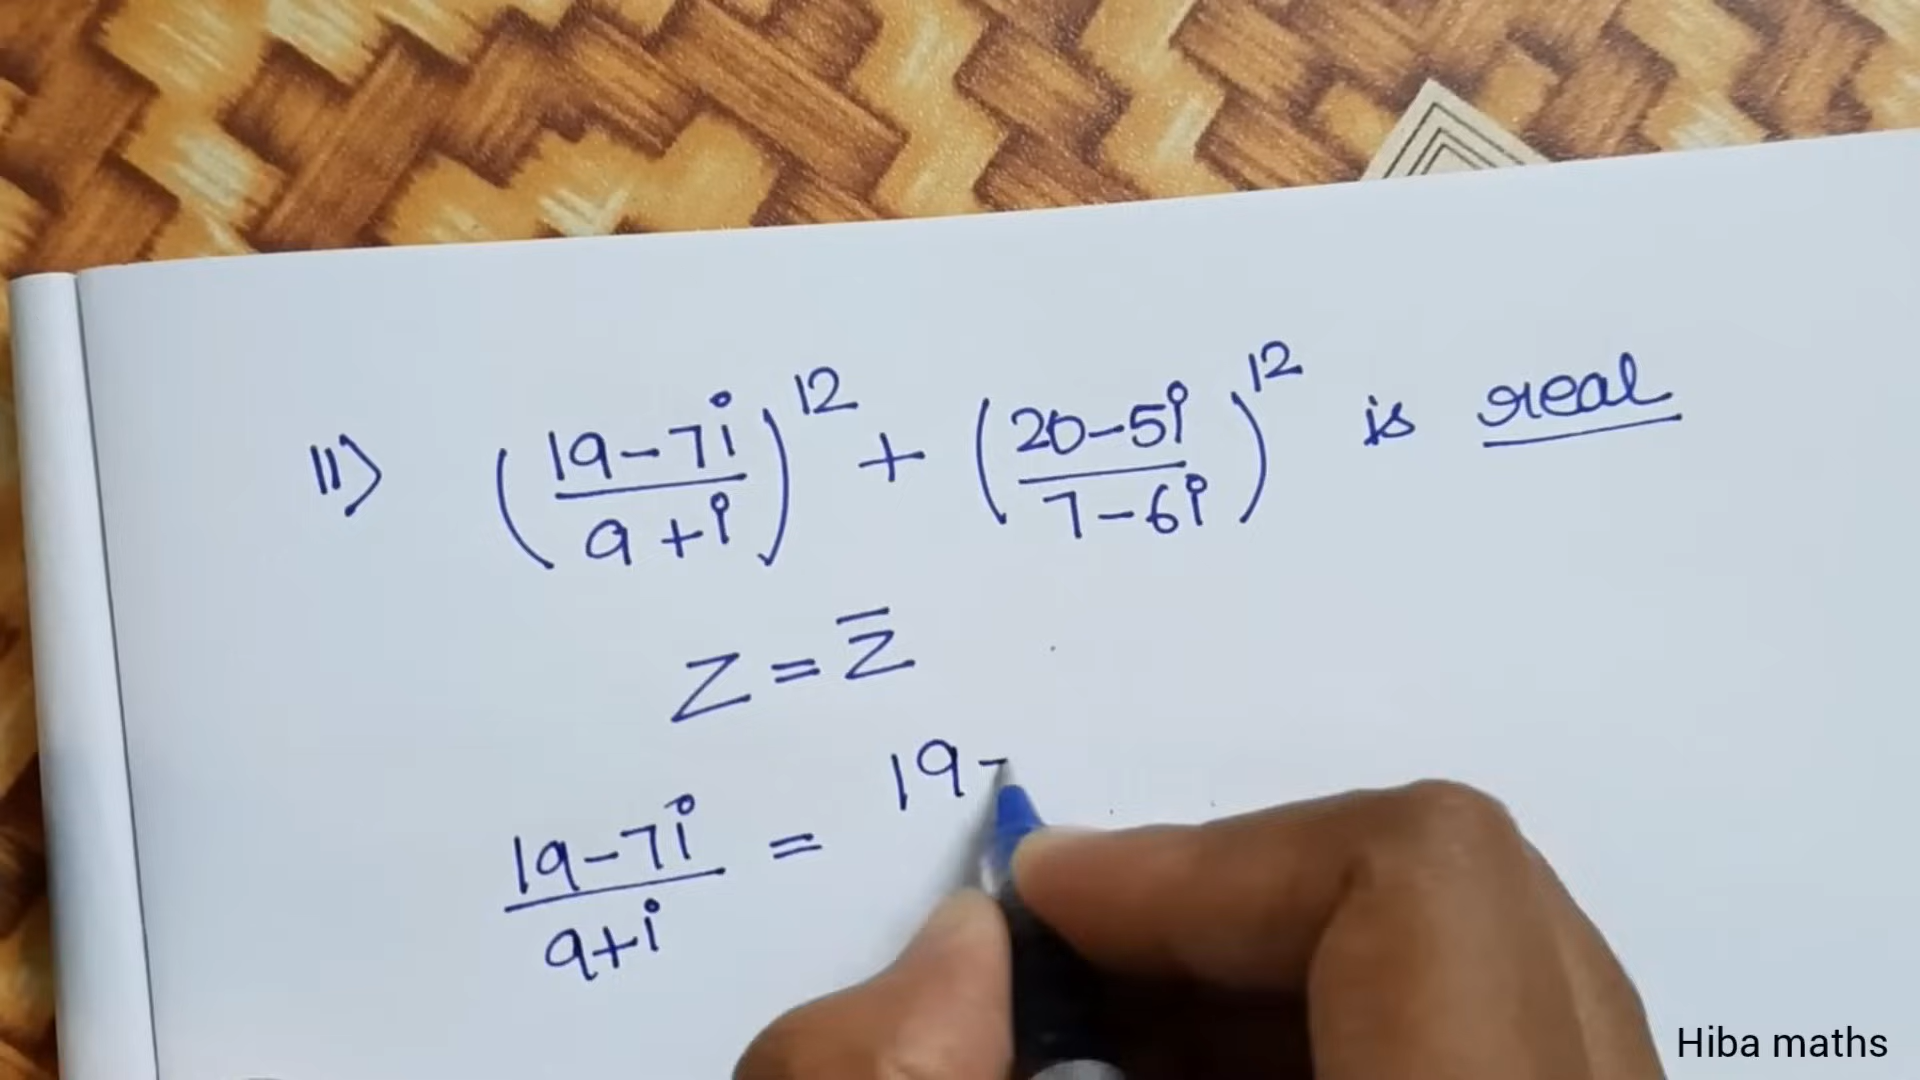 11) (19-7i / 9+i)^12 + (20-5i / 7-6i)^12 is real
Z = Z̅
19-7i / 9+i = 19-
Hiba maths